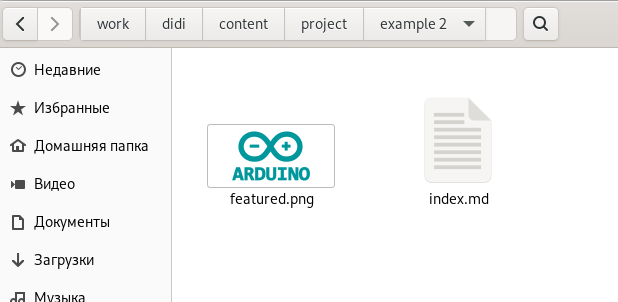 work didi content project example 2
Недавние
Избранные
Домашняя папка
Видео
Документы
Загрузки
Музыка
ARDUINO
featured.png
index.md